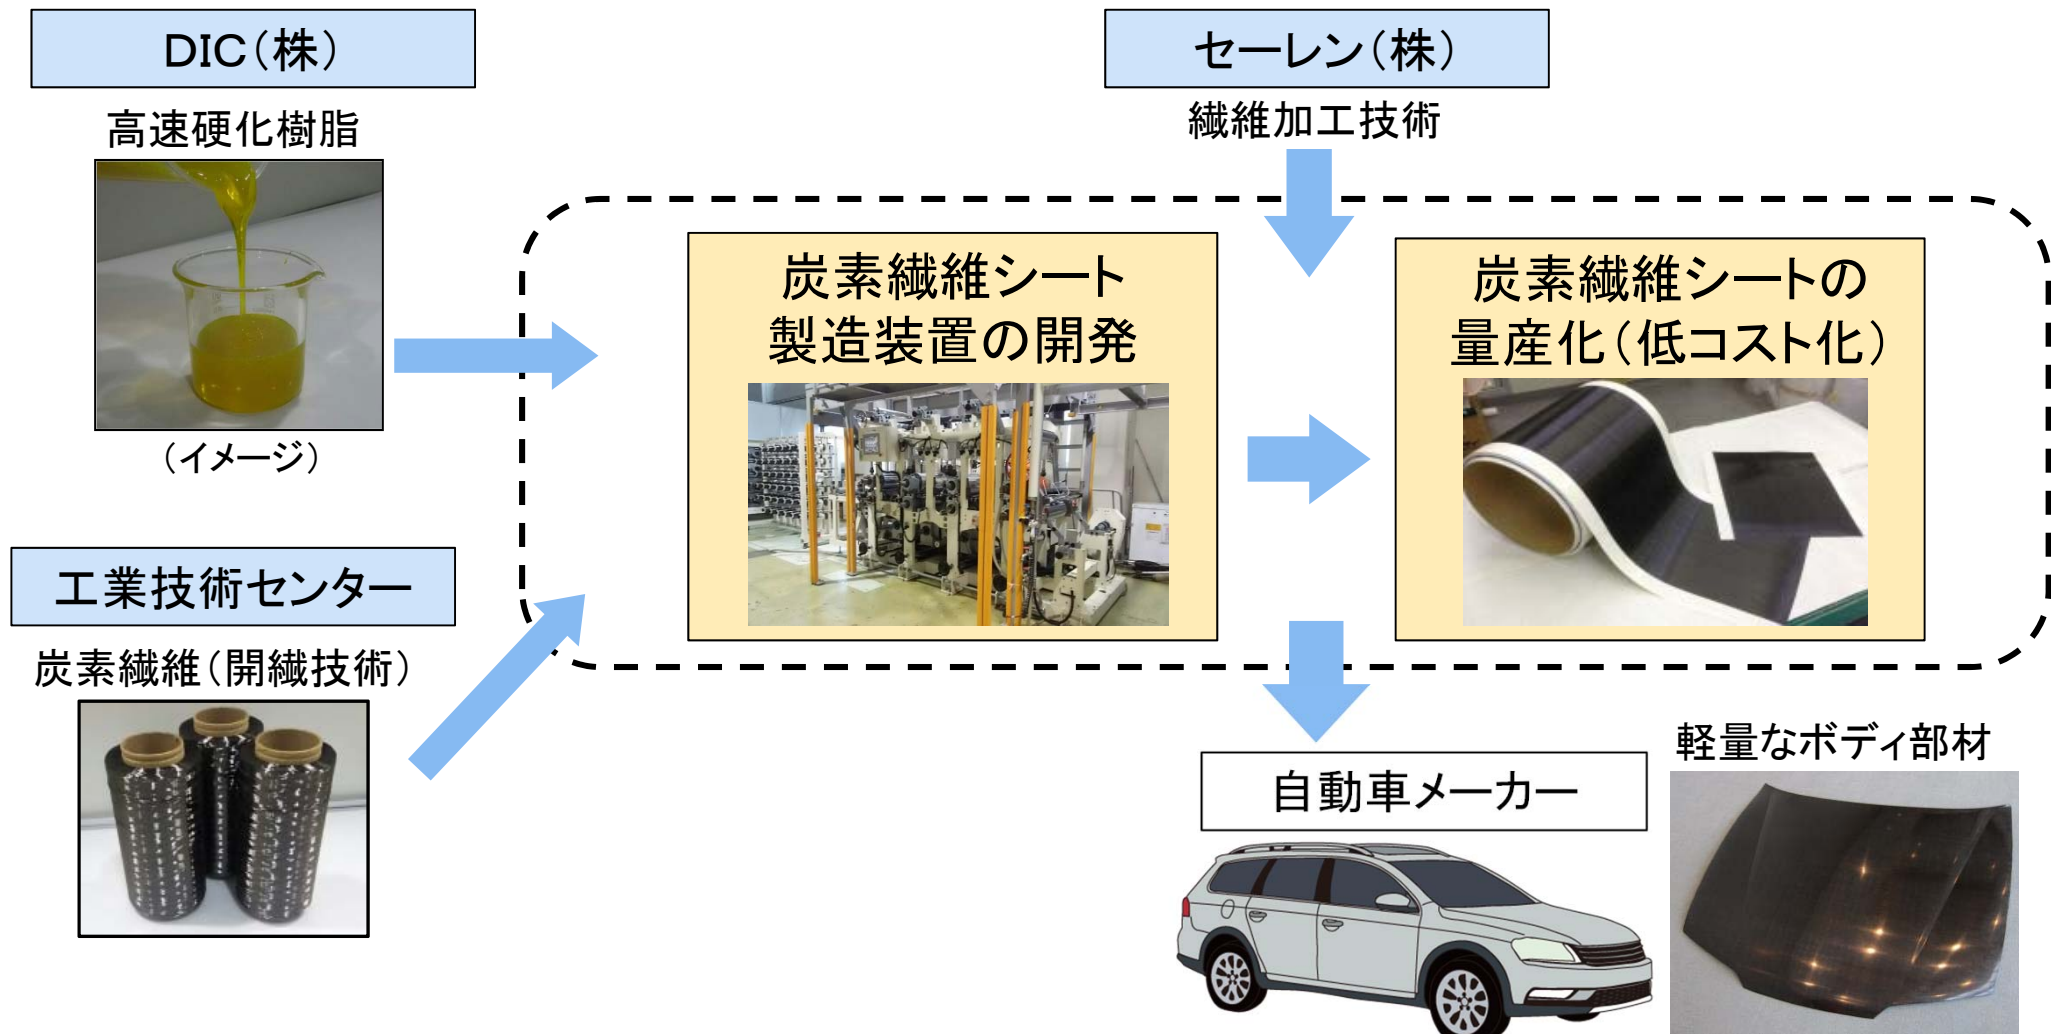 DIC(株)
高速硬化樹脂
(イメージ)
工業技術センター
炭素繊維(開繊技術)
セーレン(株)
繊維加工技術
炭素繊維シート
製造装置の開発
炭素繊維シートの
量産化(低コスト化)
自動車メーカー
軽量なボディ部材